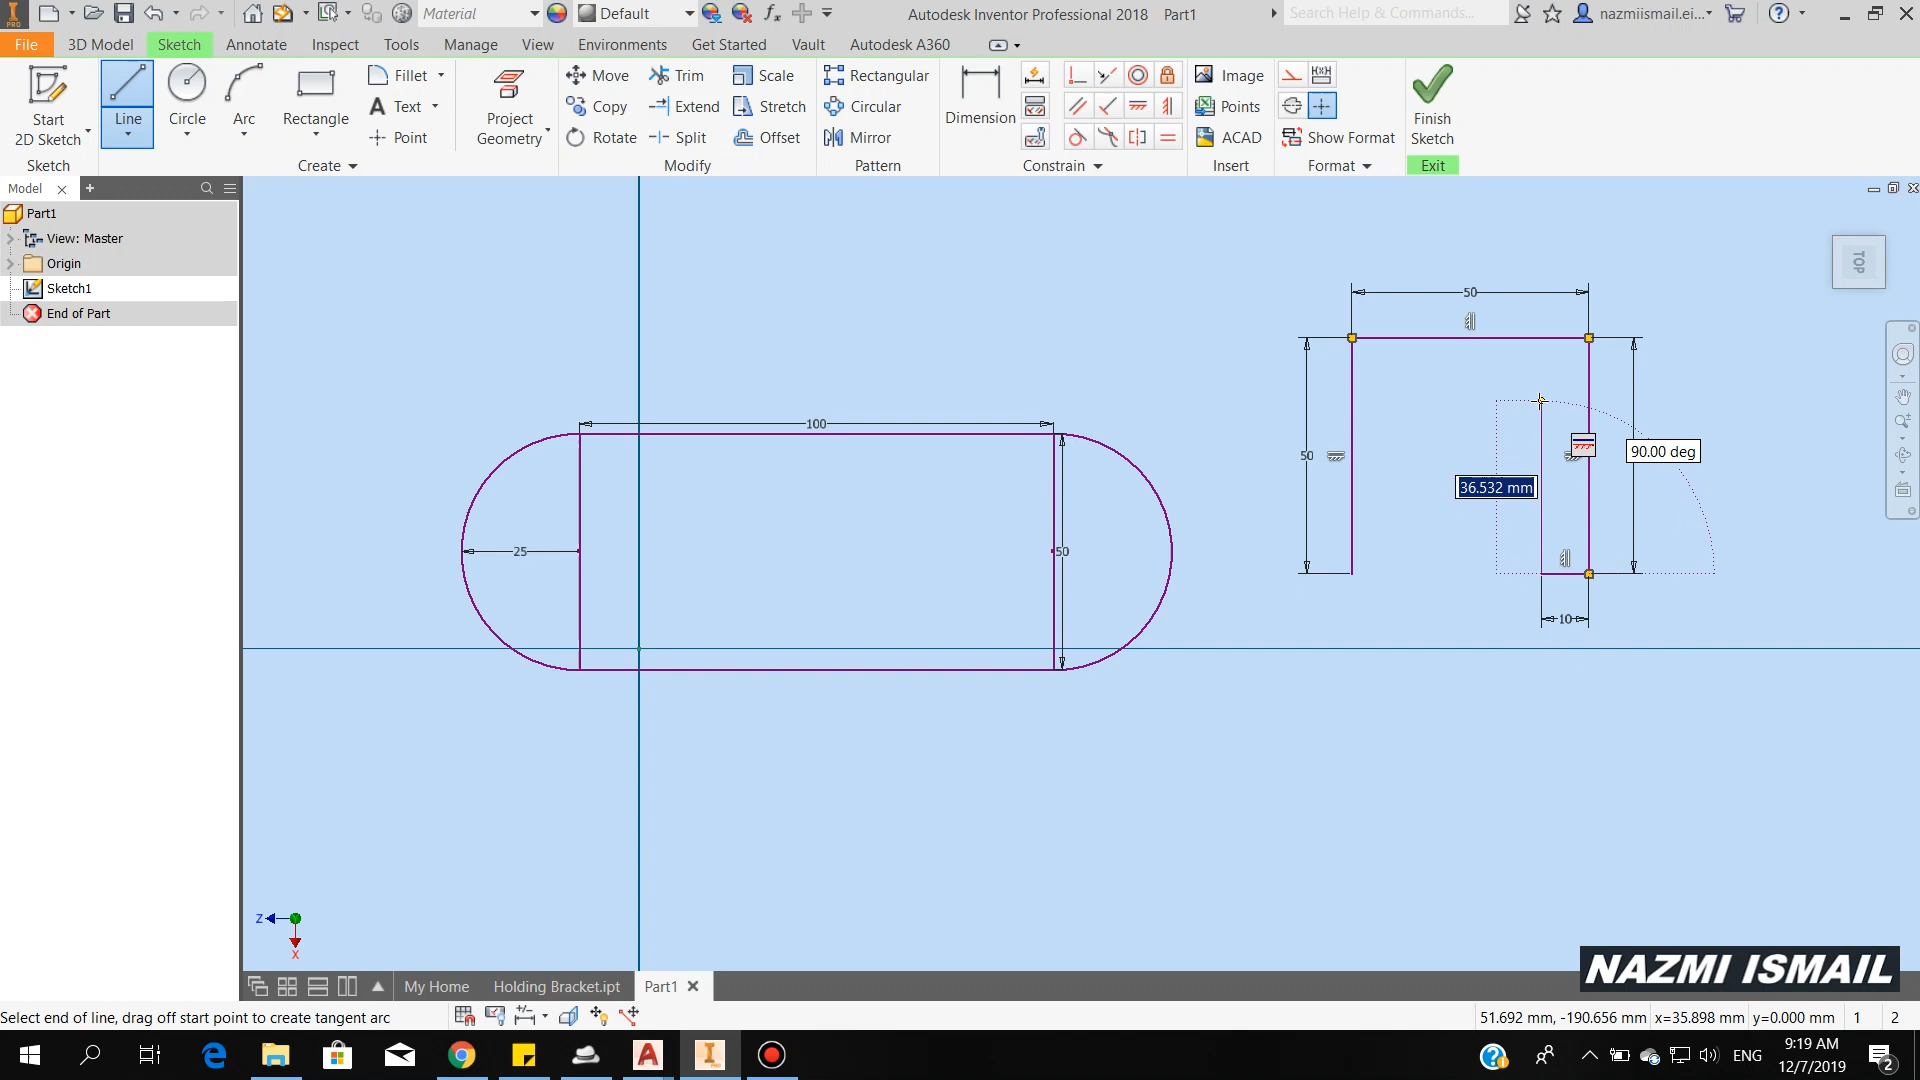 PRO
Material
Default
Autodesk Inventor Professional 2018 Part1
Search Help & Commands...
nazmiismail.ei...
File
3D Model
Sketch
Annotate
Inspect
Tools
Manage
View
Environments
Get Started
Vault
Autodesk A360
Start
2D Sketch
Line
Circle
Arc
Rectangle
Fillet
Text
Point
Project
Geometry
Move
Copy
Rotate
Trim
Extend
Split
Scale
Stretch
Offset
Rectangular
Circular
Mirror
Dimension
Image
Points
ACAD
Show Format
Finish
Sketch
Sketch
Create
Modify
Pattern
Constrain
Insert
Format
Exit
Model
Part1
View: Master
Origin
Sketch1
End of Part
TOP
50
100
50
90.00 deg
36.532 mm
25
50
10
Z
X
NAZMI ISMAIL
My Home
Holding Bracket.ipt
Part1
Select end of line, drag off start point to create tangent arc
51.692 mm, -190.656 mm x=35.898 mm y=0.000 mm 1 2
ENG
9:19 AM
12/7/2019
2